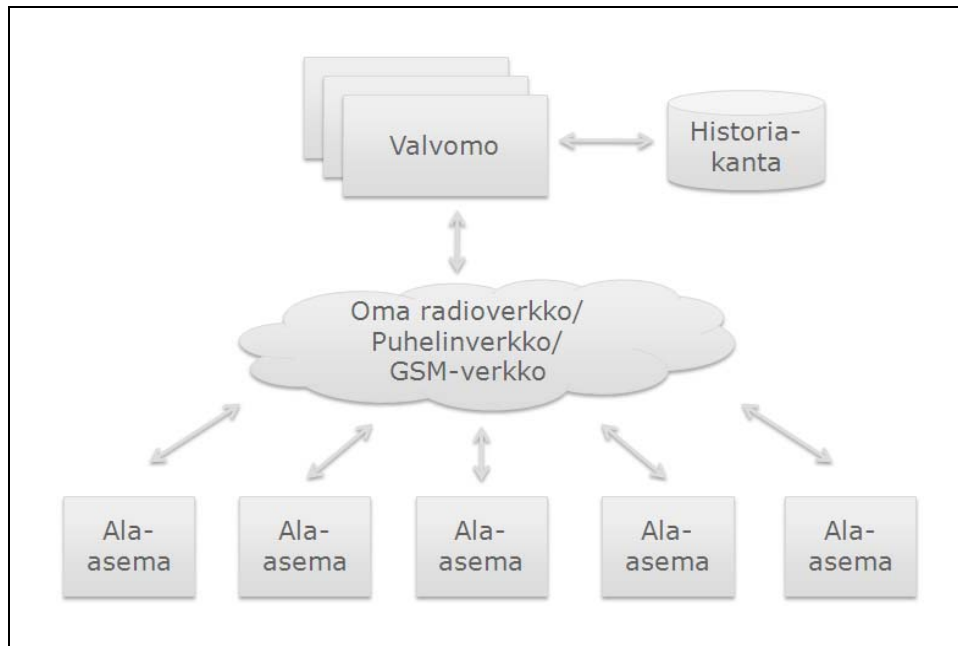 Valvomo
Historia-
kanta
Oma radioverkko/
Puhelinverkko/
GSM-verkko
Ala-
asema
Ala-
asema
Ala-
asema
Ala-
asema
Ala-
asema